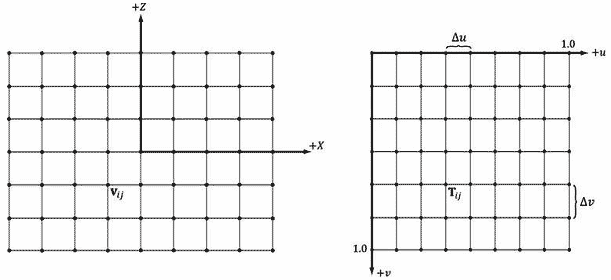 +Z
+X
v_ij
Δu
1.0
+u
T_ij
Δv
1.0
+v